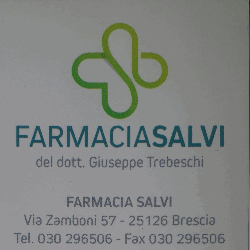 FARMACIASALVI
del dott. Giuseppe Trebeschi
FARMACIA SALVI
Via Zamboni 57 - 25126 Brescia
Tel. 030 296506 - Fax 030 296506